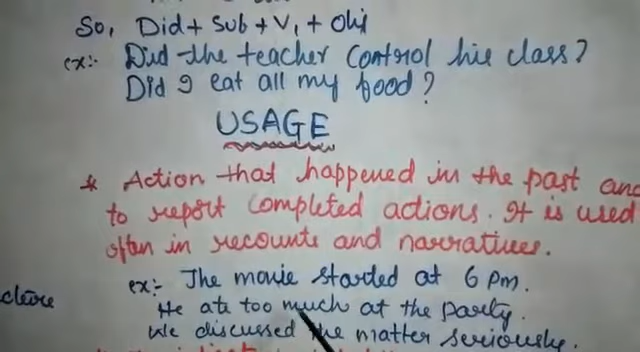 So, Did + Sub + V1 + Obj
ex:- Did the teacher Control his class?
Did I eat all my food?
USAGE
* Action that happened in the past and
to report completed actions. It is used
often in recounts and narratives.
ex:- The movie started at 6 pm.
He ate too much at the party.
We discussed the matter seriously.